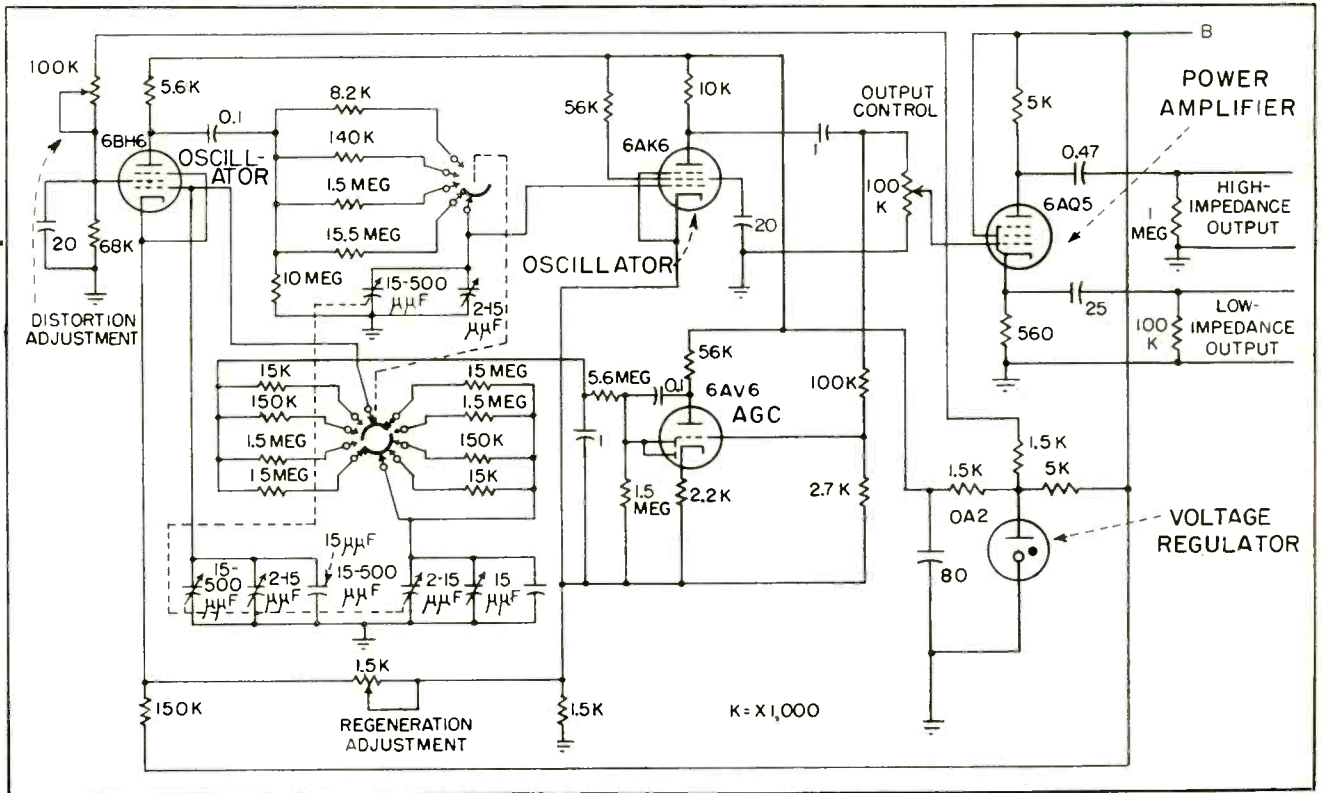 100K
5.6K
0.1
6BH6
OSCILL-
ATOR
20
68K
DISTORTION
ADJUSTMENT
8.2K
140K
1.5 MEG
15.5 MEG
10 MEG
15-500
μμF
2-15
μμF
56K
10K
6AK6
OSCILLATOR
20
1
OUTPUT
CONTROL
100
K
B
5K
POWER
AMPLIFIER
0.47
6AQ5
1
MEG
HIGH-
IMPEDANCE
OUTPUT
25
560
100
K
LOW-
IMPEDANCE
OUTPUT
15K
150K
1.5 MEG
1 5 MEG
15 MEG
1.5 MEG
150K
15K
5.6 MEG
0.1
56K
6AV6
AGC
1
1.5
MEG
2.2K
100K
2.7 K
1.5K
1.5K
5K
OA2
80
VOLTAGE
REGULATOR
15-
500
μμF
2-15
μμF
15μμF
15-500
μμF
2-15
μμF
15
μμF
1.5K
REGENERATION
ADJUSTMENT
150K
1.5K
K= X1,000